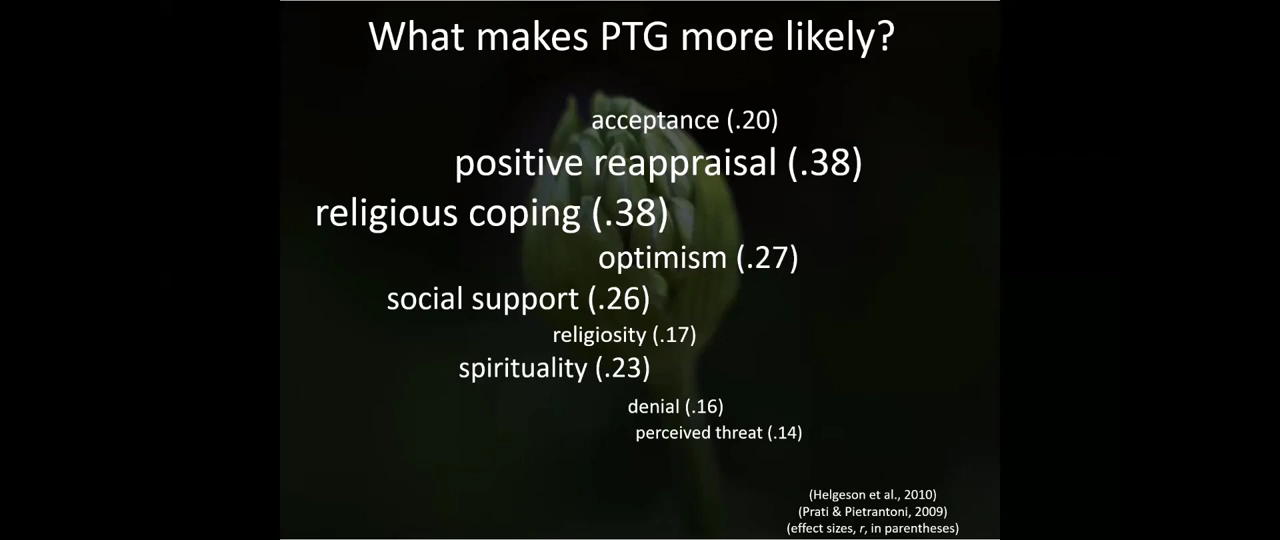 What makes PTG more likely?
acceptance (.20)
positive reappraisal (.38)
religious coping (.38)
optimism (.27)
social support (.26)
religiosity (.17)
spirituality (.23)
denial (.16)
perceived threat (.14)
(Helgeson et al., 2010)
(Prati & Pietrantoni, 2009)
(effect sizes, r, in parentheses)